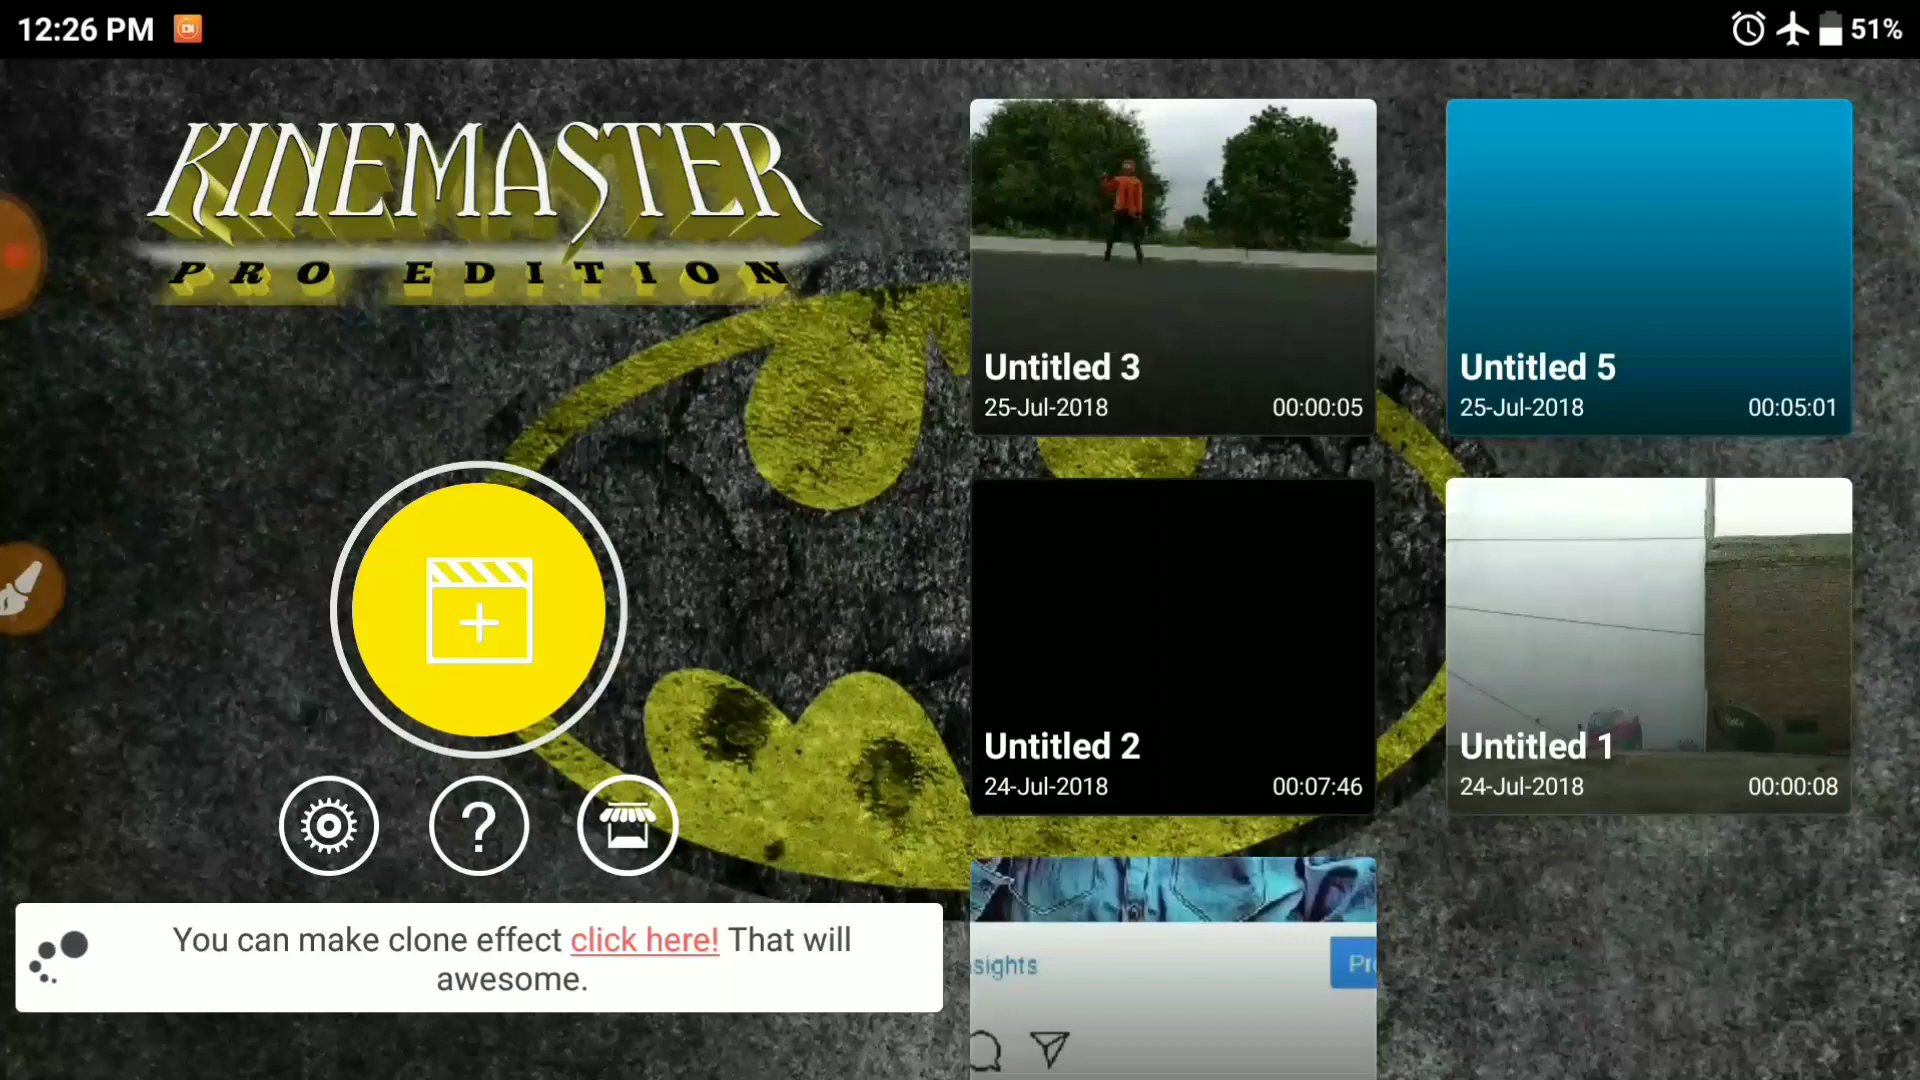 12:26 PM
51%
KINEMASTER
PRO EDITION
Untitled 3
25-Jul-2018 00:00:05
Untitled 5
25-Jul-2018 00:05:01
Untitled 2
24-Jul-2018 00:07:46
Untitled 1
24-Jul-2018 00:00:08
You can make clone effect click here! That will
awesome.
sights
Pr